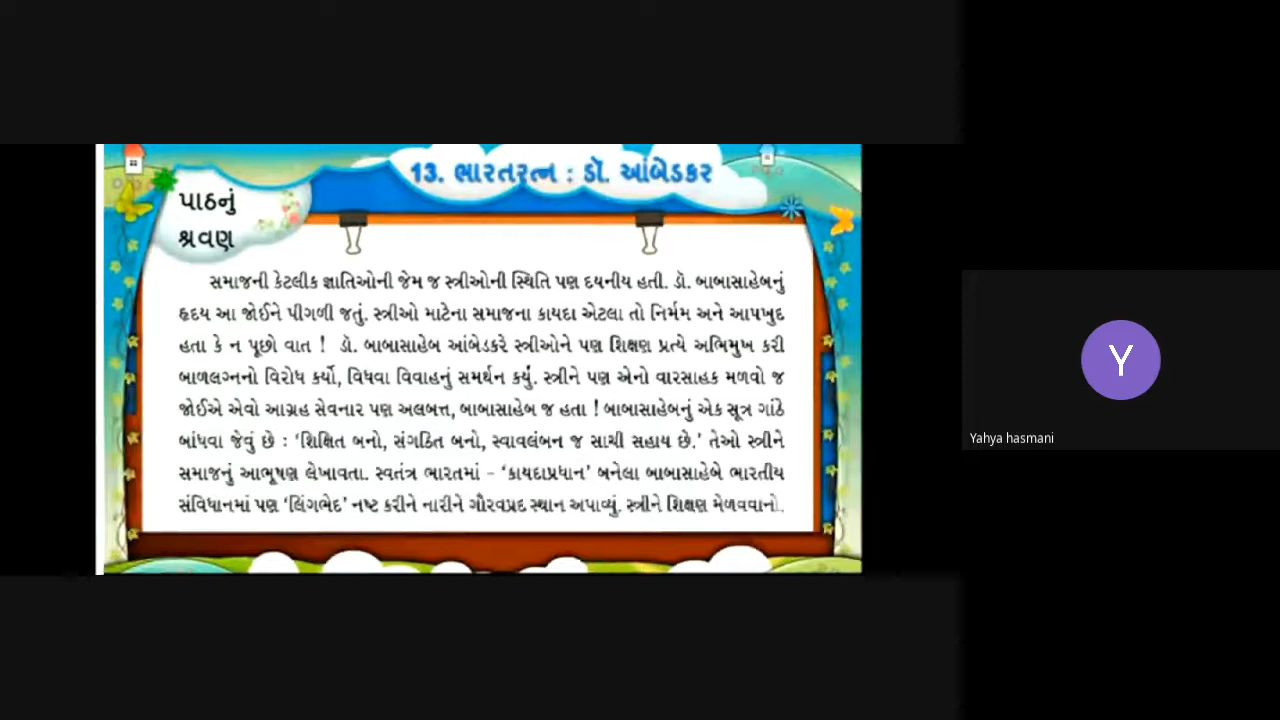 13. ભારતરત્ન : ડૉ. આંબેડકર
પાઠનું
શ્રવણ
સમાજની કેટલીક જ્ઞાતિઓની જેમ જ સ્ત્રીઓની સ્થિતિ પણ દયનીય હતી. ડૉ. બાબાસાહેબનું
હૃદય આ જોઈને પીગળી જતું. સ્ત્રીઓ માટેના સમાજના કાયદા એટલા તો નિર્મમ અને આપખુદ
હતા કે ન પૂછો વાત ! ડૉ. બાબાસાહેબ આંબેડકરે સ્ત્રીઓને પણ શિક્ષણ પ્રત્યે અભિમુખ કરી
બાળલગ્નનો વિરોધ કર્યો, વિધવા વિવાહનું સમર્થન કર્યું. સ્ત્રીને પણ એનો વારસાહક મળવો જ
જોઈએ એવો આગ્રહ સેવનાર પણ અલબત્ત, બાબાસાહેબ જ હતા ! બાબાસાહેબનું એક સૂત્ર ગાંઠે
બાંધવા જેવું છે : ‘શિક્ષિત બનો, સંગઠિત બનો, સ્વાવલંબન જ સાચી સહાય છે.’ તેઓ સ્ત્રીને
સમાજનું આભૂષણ લેખાવતા. સ્વતંત્ર ભારતમાં – ‘કાયદાપ્રધાન’ બનેલા બાબાસાહેબે ભારતીય
સંવિધાનમાં પણ ‘લિંગભેદ’ નષ્ટ કરીને નારીને ગૌરવપ્રદ સ્થાન અપાવ્યું. સ્ત્રીને શિક્ષણ મેળવવાનો.
Y
Yahya hasmani